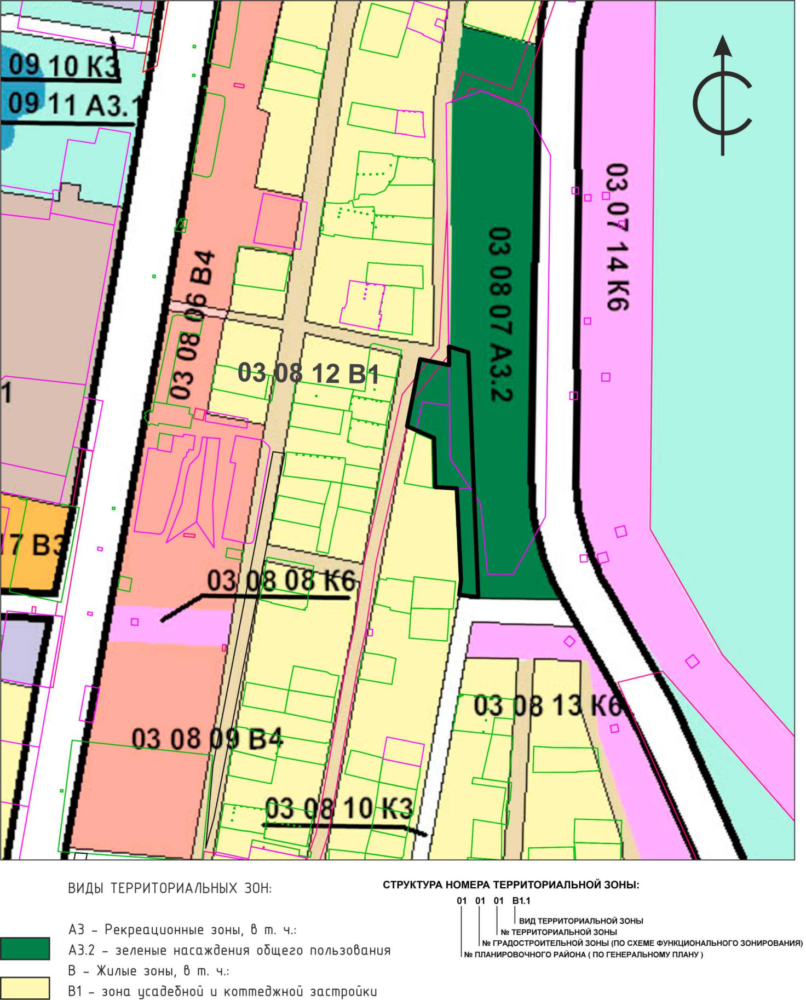 09 10 К3
09 11 А3.1
03 07 14 К6
03 08 06 В4
03 08 07 А3.2
03 08 12 В1
1
7 В3
03 08 08 К6
03 08 13 К6
03 08 09 В4
03 08 10 К3
С
ВИДЫ ТЕРРИТОРИАЛЬНЫХ ЗОН:
А3 - Рекреационные зоны, в т. ч.:
А3.2 - зеленые насаждения общего пользования
В - Жилые зоны, в т. ч.:
В1 - зона усадебной и коттеджной застройки
СТРУКТУРА НОМЕРА ТЕРРИТОРИАЛЬНОЙ ЗОНЫ:
01 01 01 В1.1
ВИД ТЕРРИТОРИАЛЬНОЙ ЗОНЫ
№ ТЕРРИТОРИАЛЬНОЙ ЗОНЫ
№ ГРАДОСТРОИТЕЛЬНОЙ ЗОНЫ (ПО СХЕМЕ ФУНКЦИОНАЛЬНОГО ЗОНИРОВАНИЯ)
№ ПЛАНИРОВОЧНОГО РАЙОНА ( ПО ГЕНЕРАЛЬНОМУ ПЛАНУ )